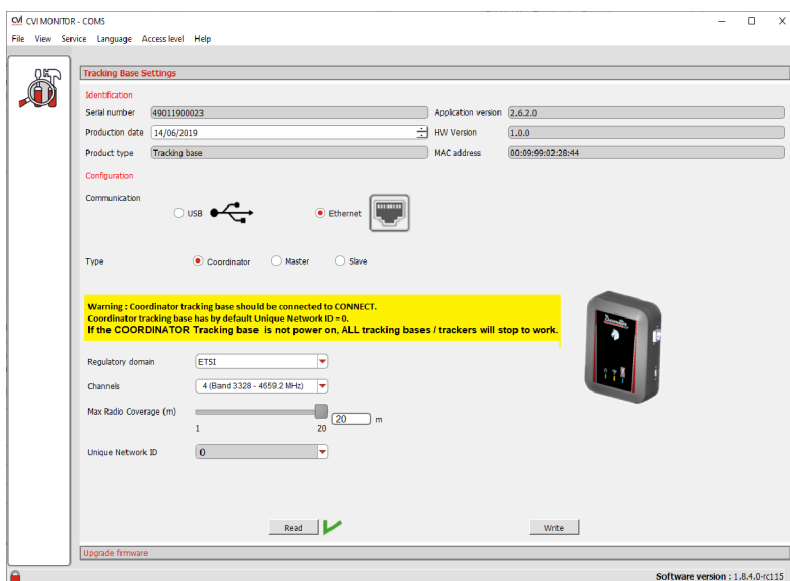 CVI CVI MONITOR - COM5
File View Service Language Access level Help
Tracking Base Settings
Identification
Serial number 49011900023 Application version 2.6.2.0
Production date 14/06/2019 HW Version 1.0.0
Product type Tracking base MAC address 00:09:99:02:28:44
Configuration
Communication
USB Ethernet
Type Coordinator Master Slave
Warning : Coordinator tracking base should be connected to CONNECT.
Coordinator tracking base has by default Unique Network ID = 0.
If the COORDINATOR Tracking base is not power on, ALL tracking bases / trackers will stop to work.
Desoutter
Regulatory domain ETSI
Channels 4 (Band 3328 - 4659.2 MHz)
Max Radio Coverage (m) 20 m
1 20
Unique Network ID 0
Read Write
Upgrade firmware
Software version : 1.8.4.0-rc115